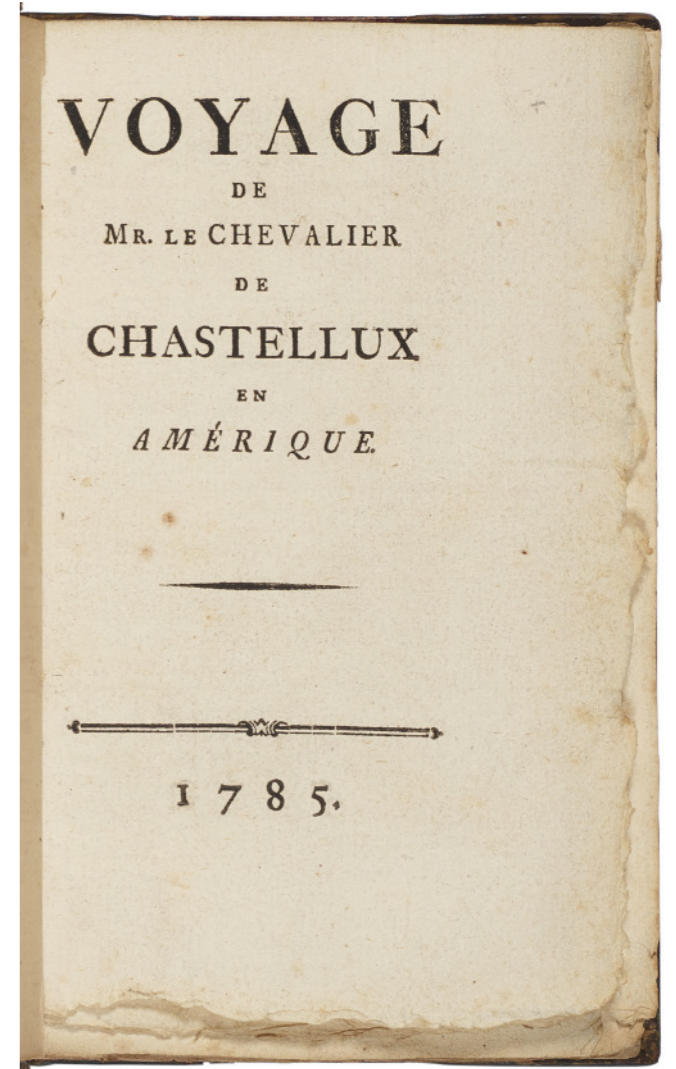 VOYAGE
DE
MR. LE CHEVALIER
DE
CHASTELLUX
EN
AMÉRIQUE.
1785.